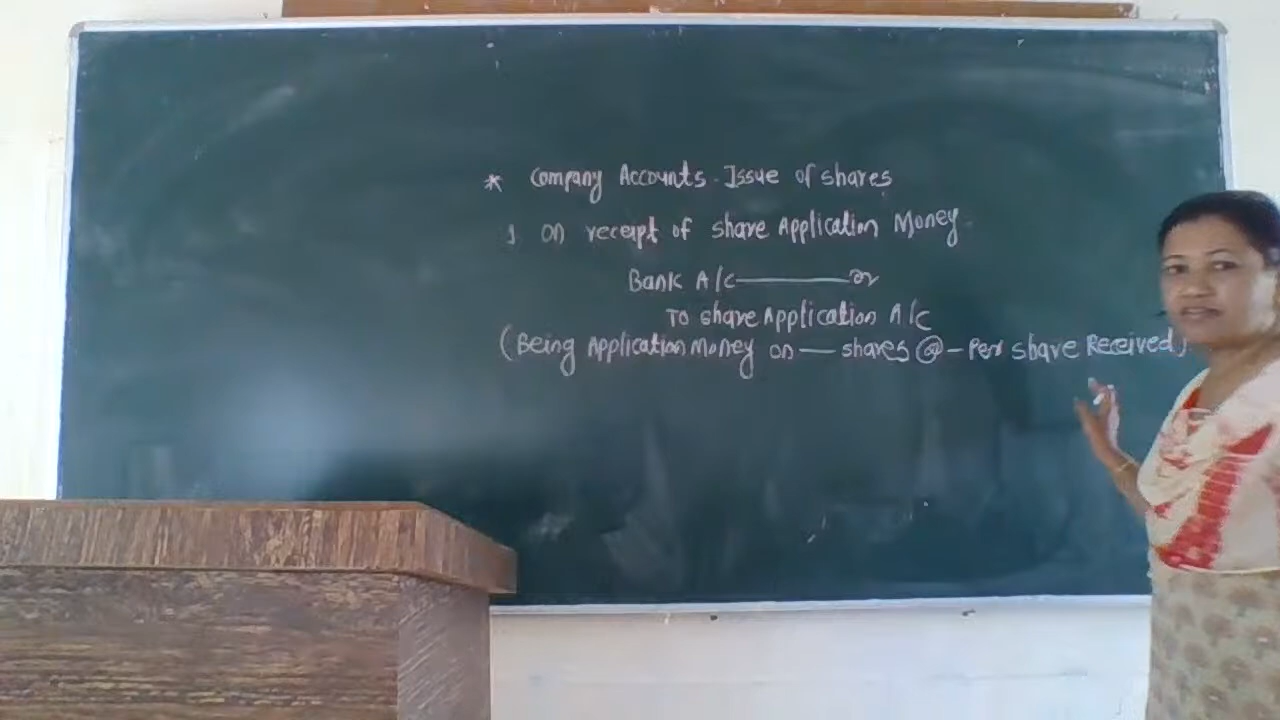 * Company Accounts - Issue of shares
1 on receipt of share Application Money
Bank A/c ——— Dr
To share Application A/c
(Being Application Money on — shares @ - Per share Received)